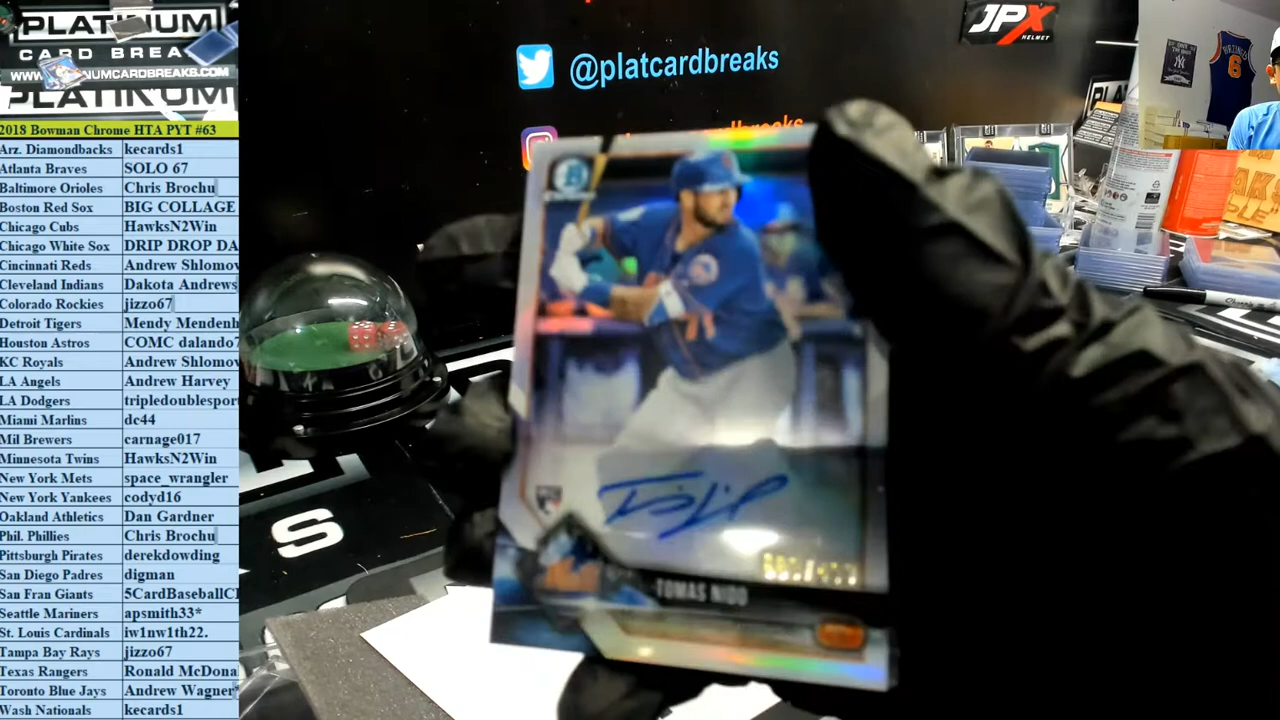 PLATINUM
CARD BREA
PLATINUM
2018 Bowman Chrome HTA PYT #63
Arz. Diamondbacks kecards1
Atlanta Braves SOLO 67
Baltimore Orioles Chris Brochu
Boston Red Sox BIG COLLAGE
Chicago Cubs HawksN2Win
Chicago White Sox DRIP DROP DA
Cincinnati Reds Andrew Shlomov
Cleveland Indians Dakota Andrews
Colorado Rockies jizzo67
Detroit Tigers Mendy Mendenh
Houston Astros COMC dalando7
KC Royals Andrew Shlomov
LA Angels Andrew Harvey
LA Dodgers tripledoublespor
Miami Marlins dc44
Mil Brewers carnage017
Minnesota Twins HawksN2Win
New York Mets space_wrangler
New York Yankees codyd16
Oakland Athletics Dan Gardner
Phil. Phillies Chris Brochu
Pittsburgh Pirates derekdowding
San Diego Padres digman
San Fran Giants 5CardBaseballCl
Seattle Mariners apsmith33*
St. Louis Cardinals iw1nw1th22.
Tampa Bay Rays jizzo67
Texas Rangers Ronald McDona
Toronto Blue Jays Andrew Wagner*
Wash Nationals kecards1
@platcardbreaks
JPX
HELMET
6
71
TOMAS NIDO
S